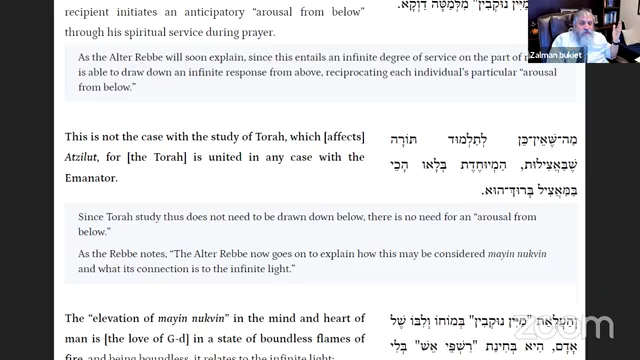 recipient initiates an anticipatory "arousal from below"
through his spiritual service during prayer.
"מַיִּין נוּקְבִין" מִלְּמַטָּה דַּוְקָא.
As the Alter Rebbe will soon explain, since this entails an infinite degree of service on the part of
is able to draw down an infinite response from above, reciprocating each individual's particular "arousal
from below."
Zalman bukiet
This is not the case with the study of Torah, which [affects]
Atzilut, for [the Torah] is united in any case with the
Emanator.
מַה־שֶּׁאֵין־כֵּן לְתַלְמוּד תּוֹרָה
שֶׁבַּאֲצִילוּת, הַמְיוּחֶדֶת בְּלָאו הָכֵי
בַּמַּאֲצִיל בָּרוּךְ־הוּא.
Since Torah study thus does not need to be drawn down below, there is no need for an "arousal from
below."
As the Rebbe notes, "The Alter Rebbe now goes on to explain how this may be considered mayin nukvin
and what its connection is to the infinite light."
The "elevation of mayin nukvin" in the mind and heart of
man is [the love of G-d] in a state of boundless flames of
fire, and being boundless, it relates to the infinite light;
וְהַעֲלָאַת "מַיִּין נוּקְבִין" בְּמוֹחוֹ וְלִבּוֹ שֶׁל
אָדָם, הִיא בְּחִינַת "רִשְׁפֵּי אֵשׁ" בְּלִי
zoom